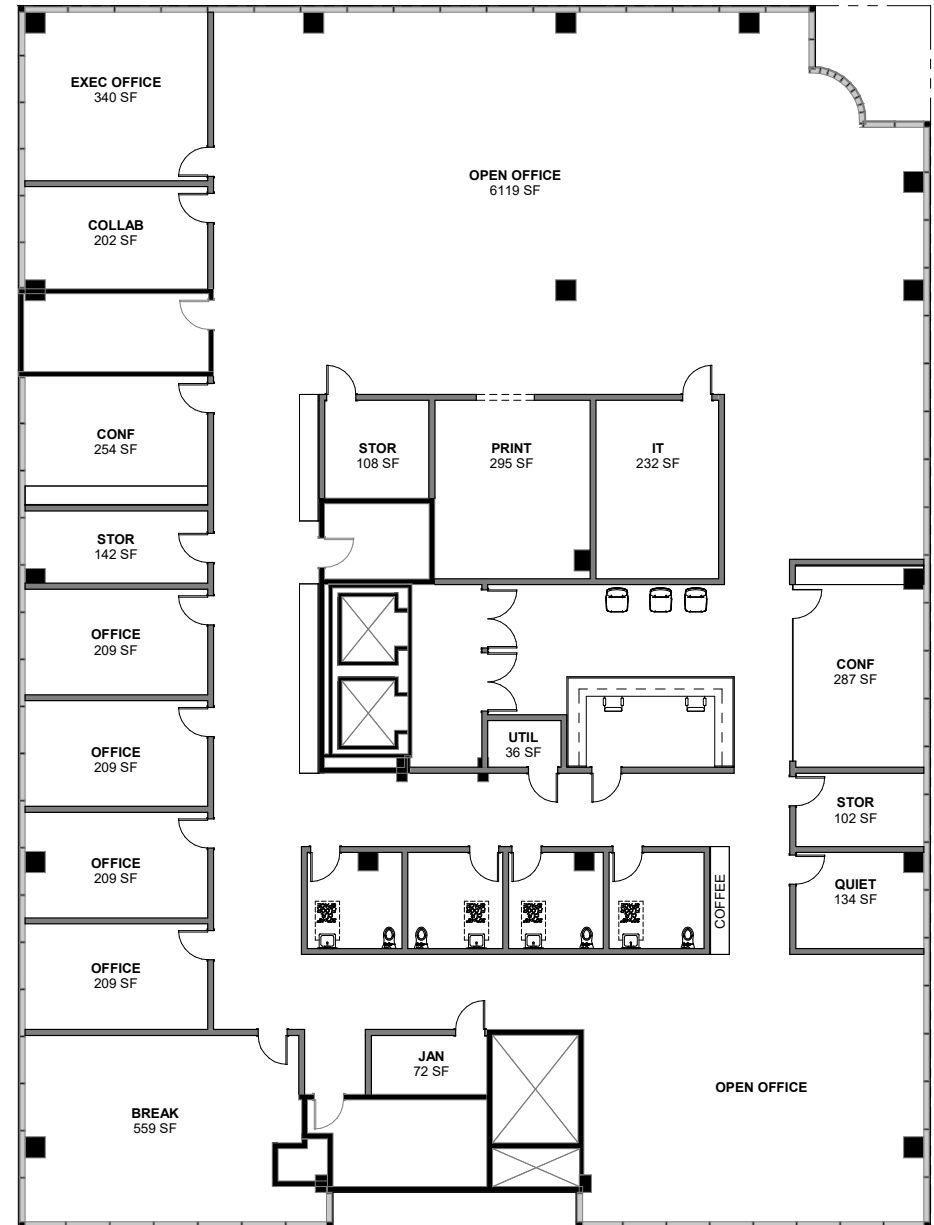 EXEC OFFICE
340 SF
OPEN OFFICE
6119 SF
COLLAB
202 SF
CONF
254 SF
STOR
108 SF
PRINT
295 SF
IT
232 SF
STOR
142 SF
OFFICE
209 SF
CONF
287 SF
OFFICE
209 SF
UTIL
36 SF
STOR
102 SF
OFFICE
209 SF
COFFEE
QUIET
134 SF
OFFICE
209 SF
JAN
72 SF
OPEN OFFICE
BREAK
559 SF